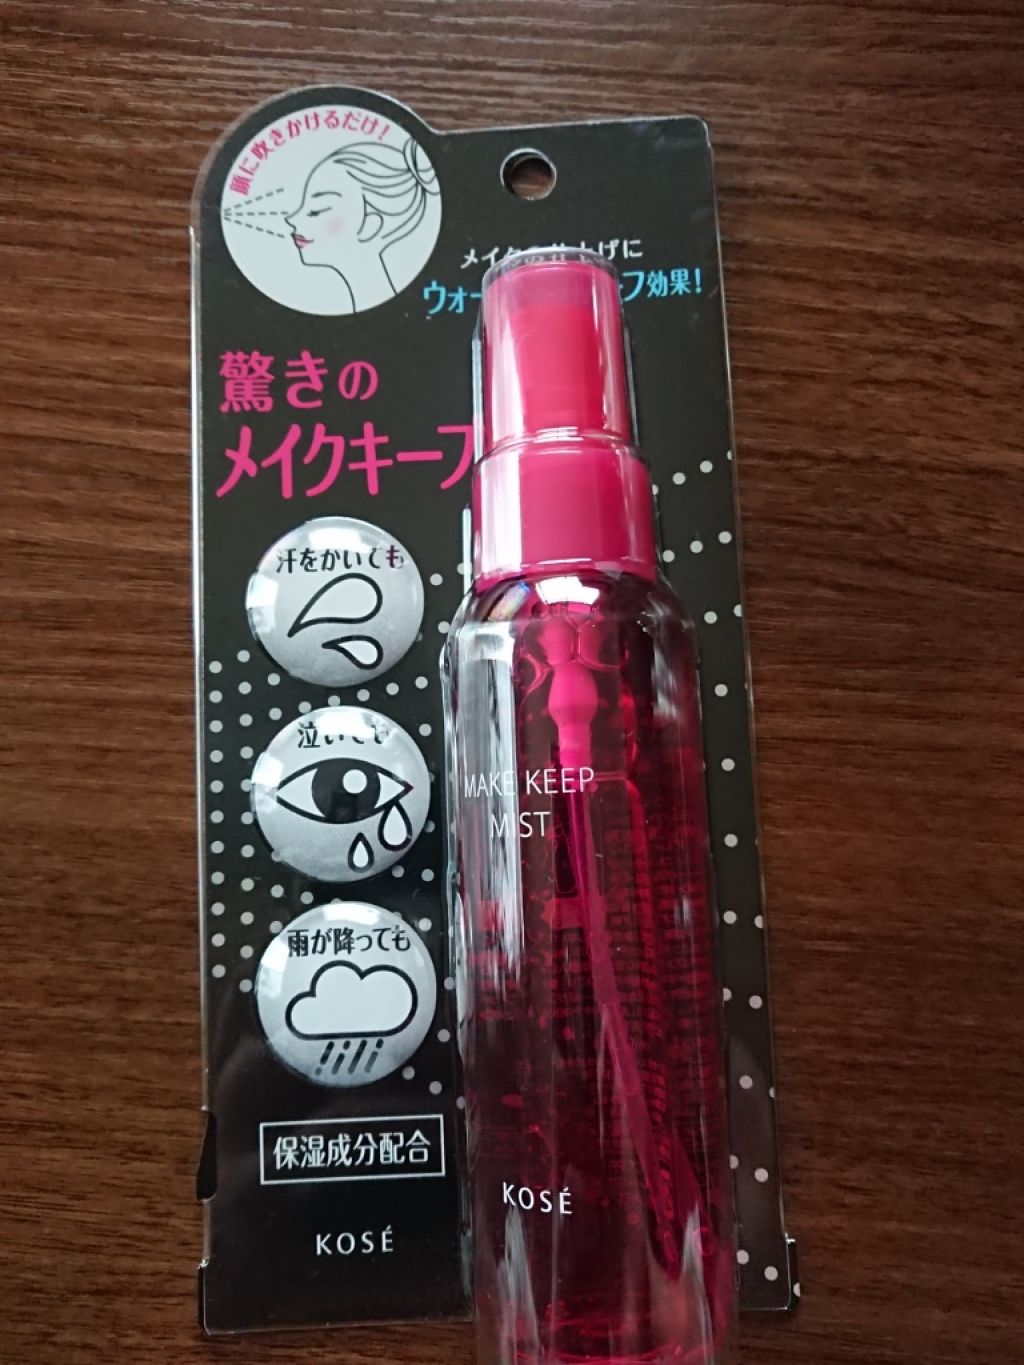 顔に吹きかけるだけ!
メイクの仕上げに
ウォー フ効果!
驚きの
メイクキープ
汗をかいても
泣いても
雨が降っても
保湿成分配合
KOSÉ
MAKE KEEP
MIST
KOSÉ